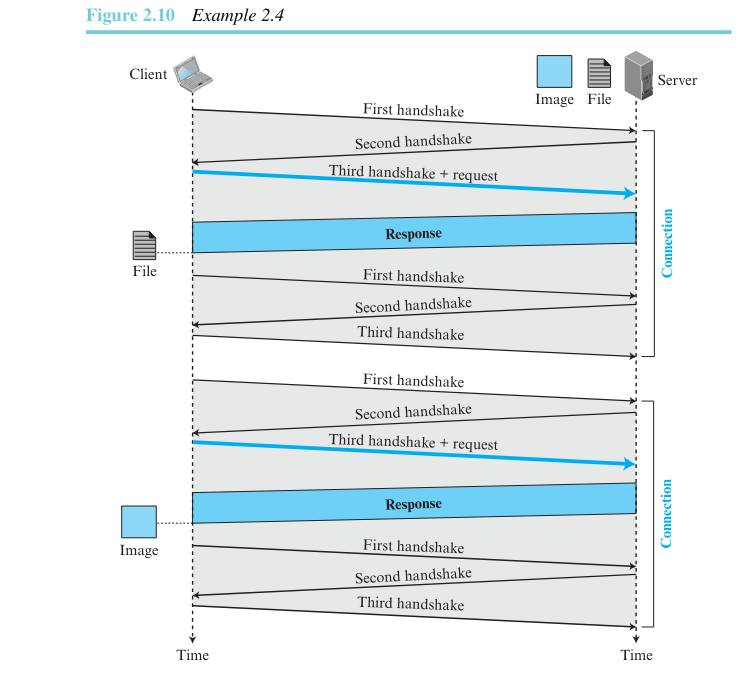 Figure 2.10 Example 2.4
Client
Server
Image File
First handshake
Second handshake
Third handshake + request
Response
File
Connection
First handshake
Second handshake
Third handshake
First handshake
Second handshake
Third handshake + request
Response
Image
Connection
First handshake
Second handshake
Third handshake
Time Time